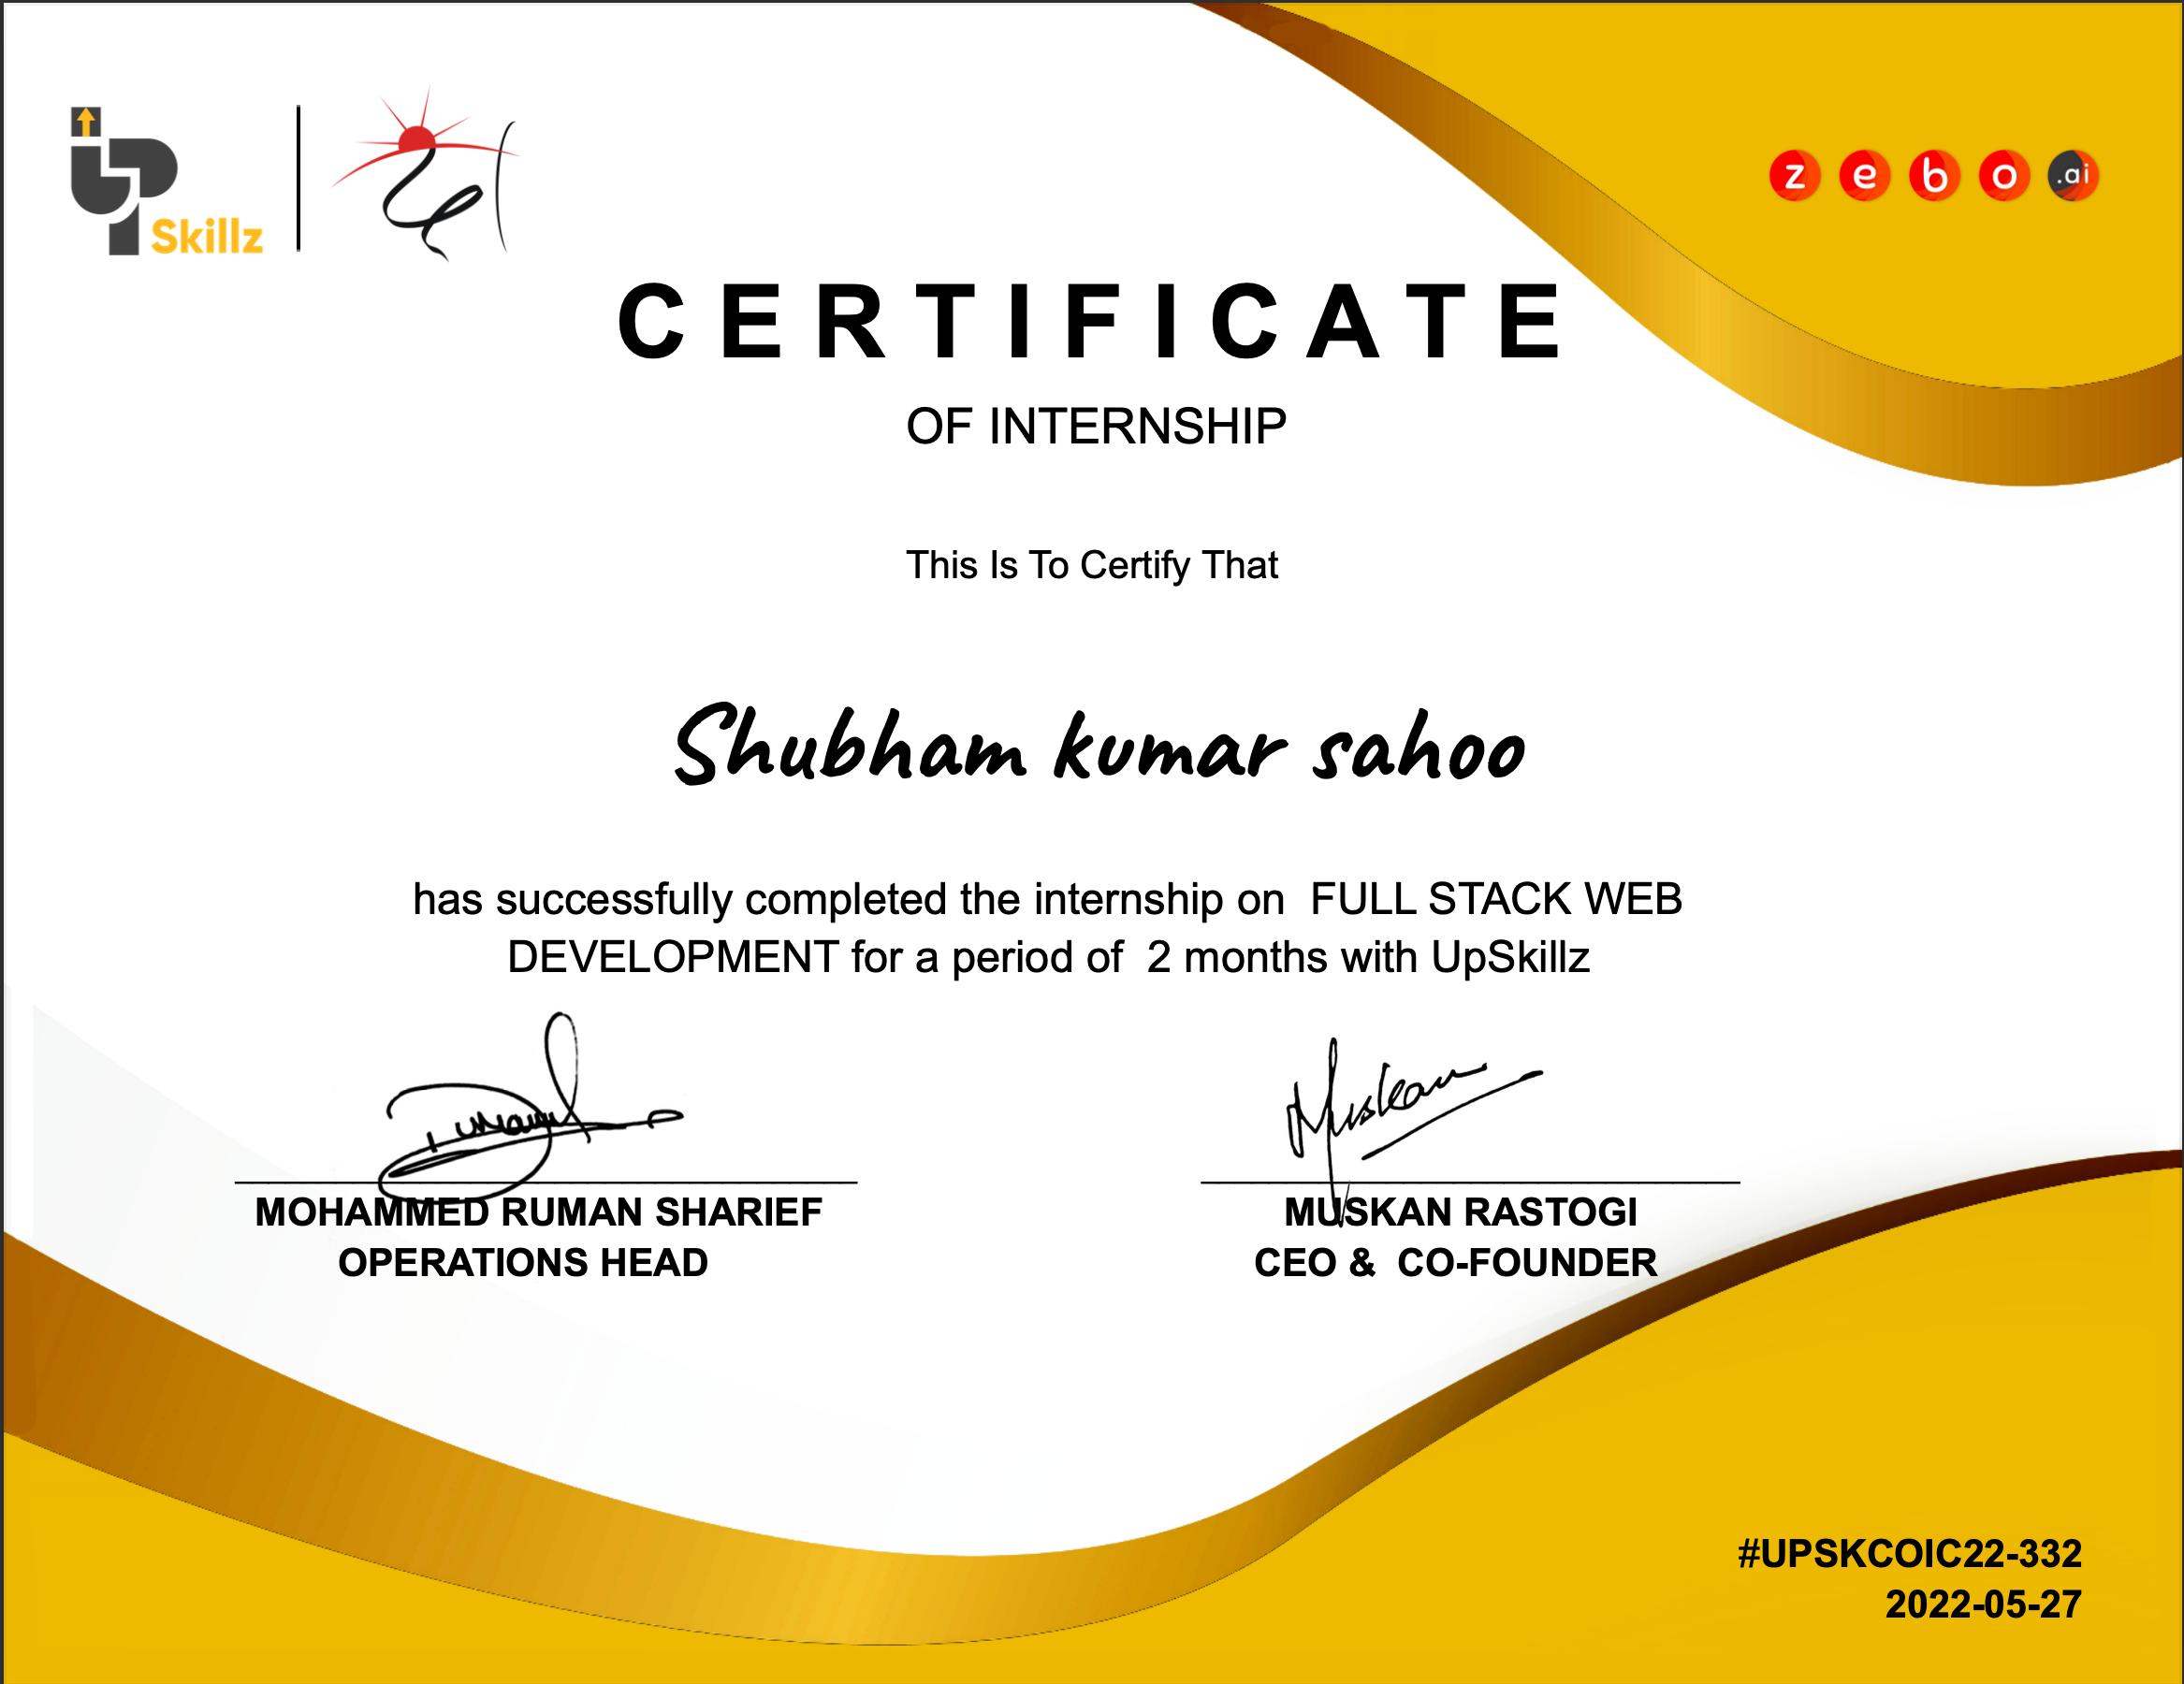 UP
Skillz
zebo.ai
CERTIFICATE
OF INTERNSHIP
This Is To Certify That
Shubham kumar sahoo
has successfully completed the internship on FULL STACK WEB
DEVELOPMENT for a period of 2 months with UpSkillz
Muskan
MOHAMMED RUMAN SHARIEF
OPERATIONS HEAD
MUSKAN RASTOGI
CEO & CO-FOUNDER
#UPSKCOIC22-332
2022-05-27